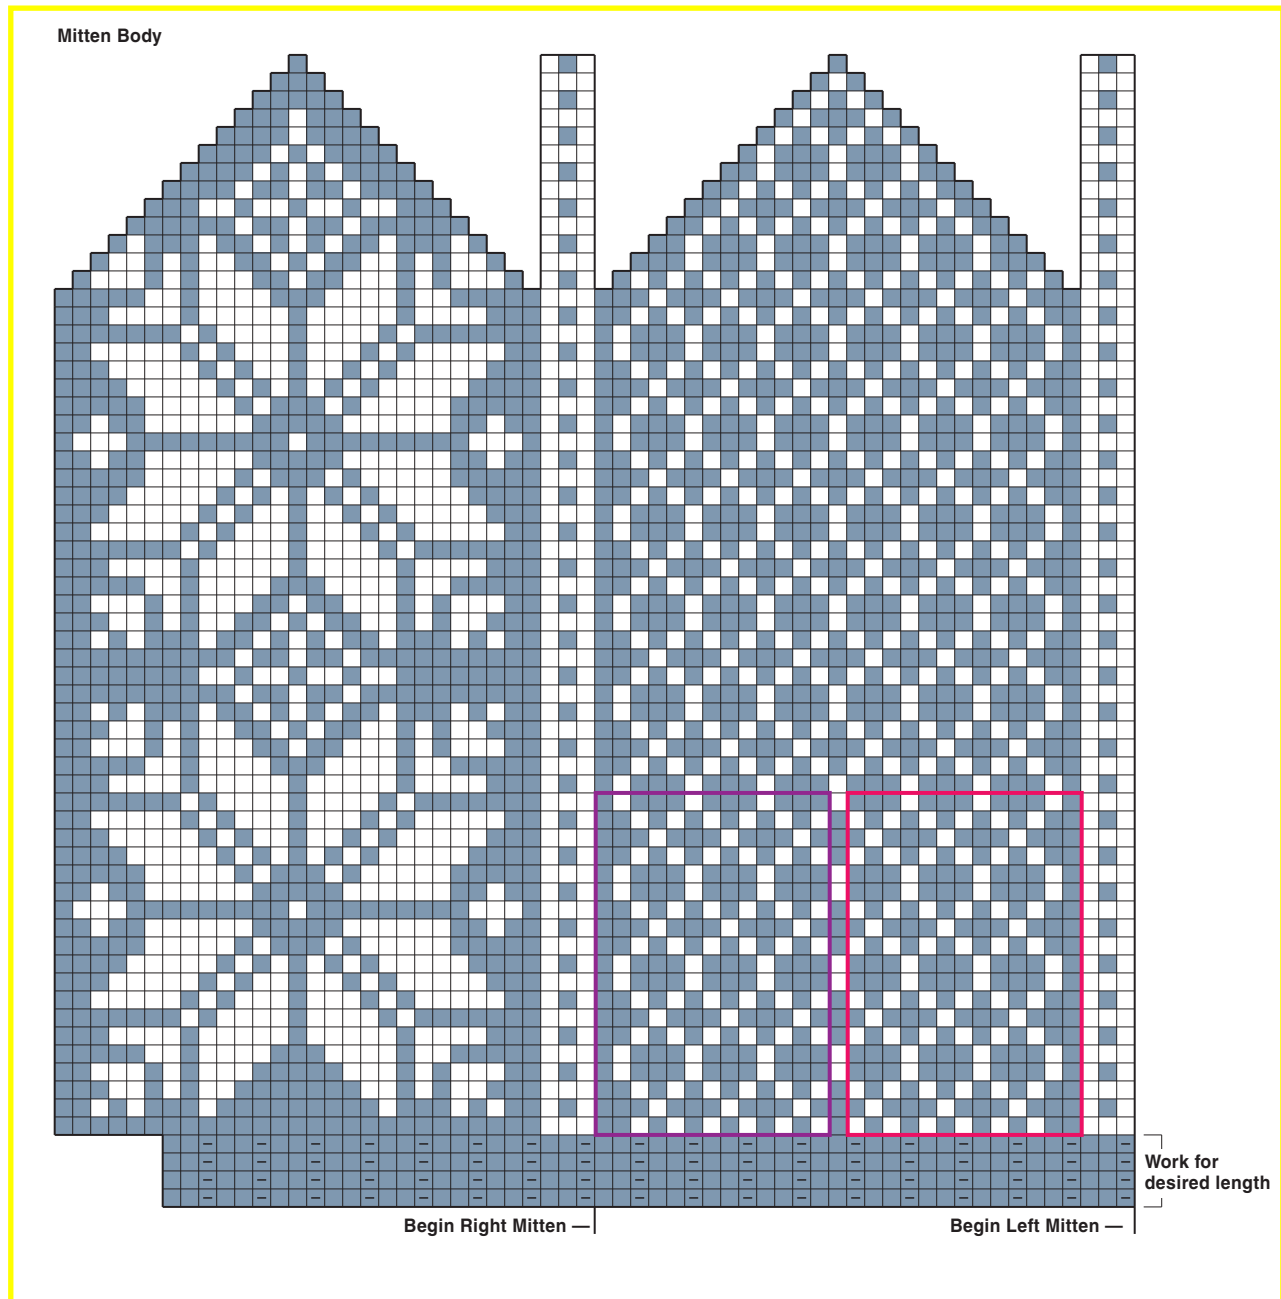 Mitten Body
Work for
desired length
Begin Right Mitten —
Begin Left Mitten —